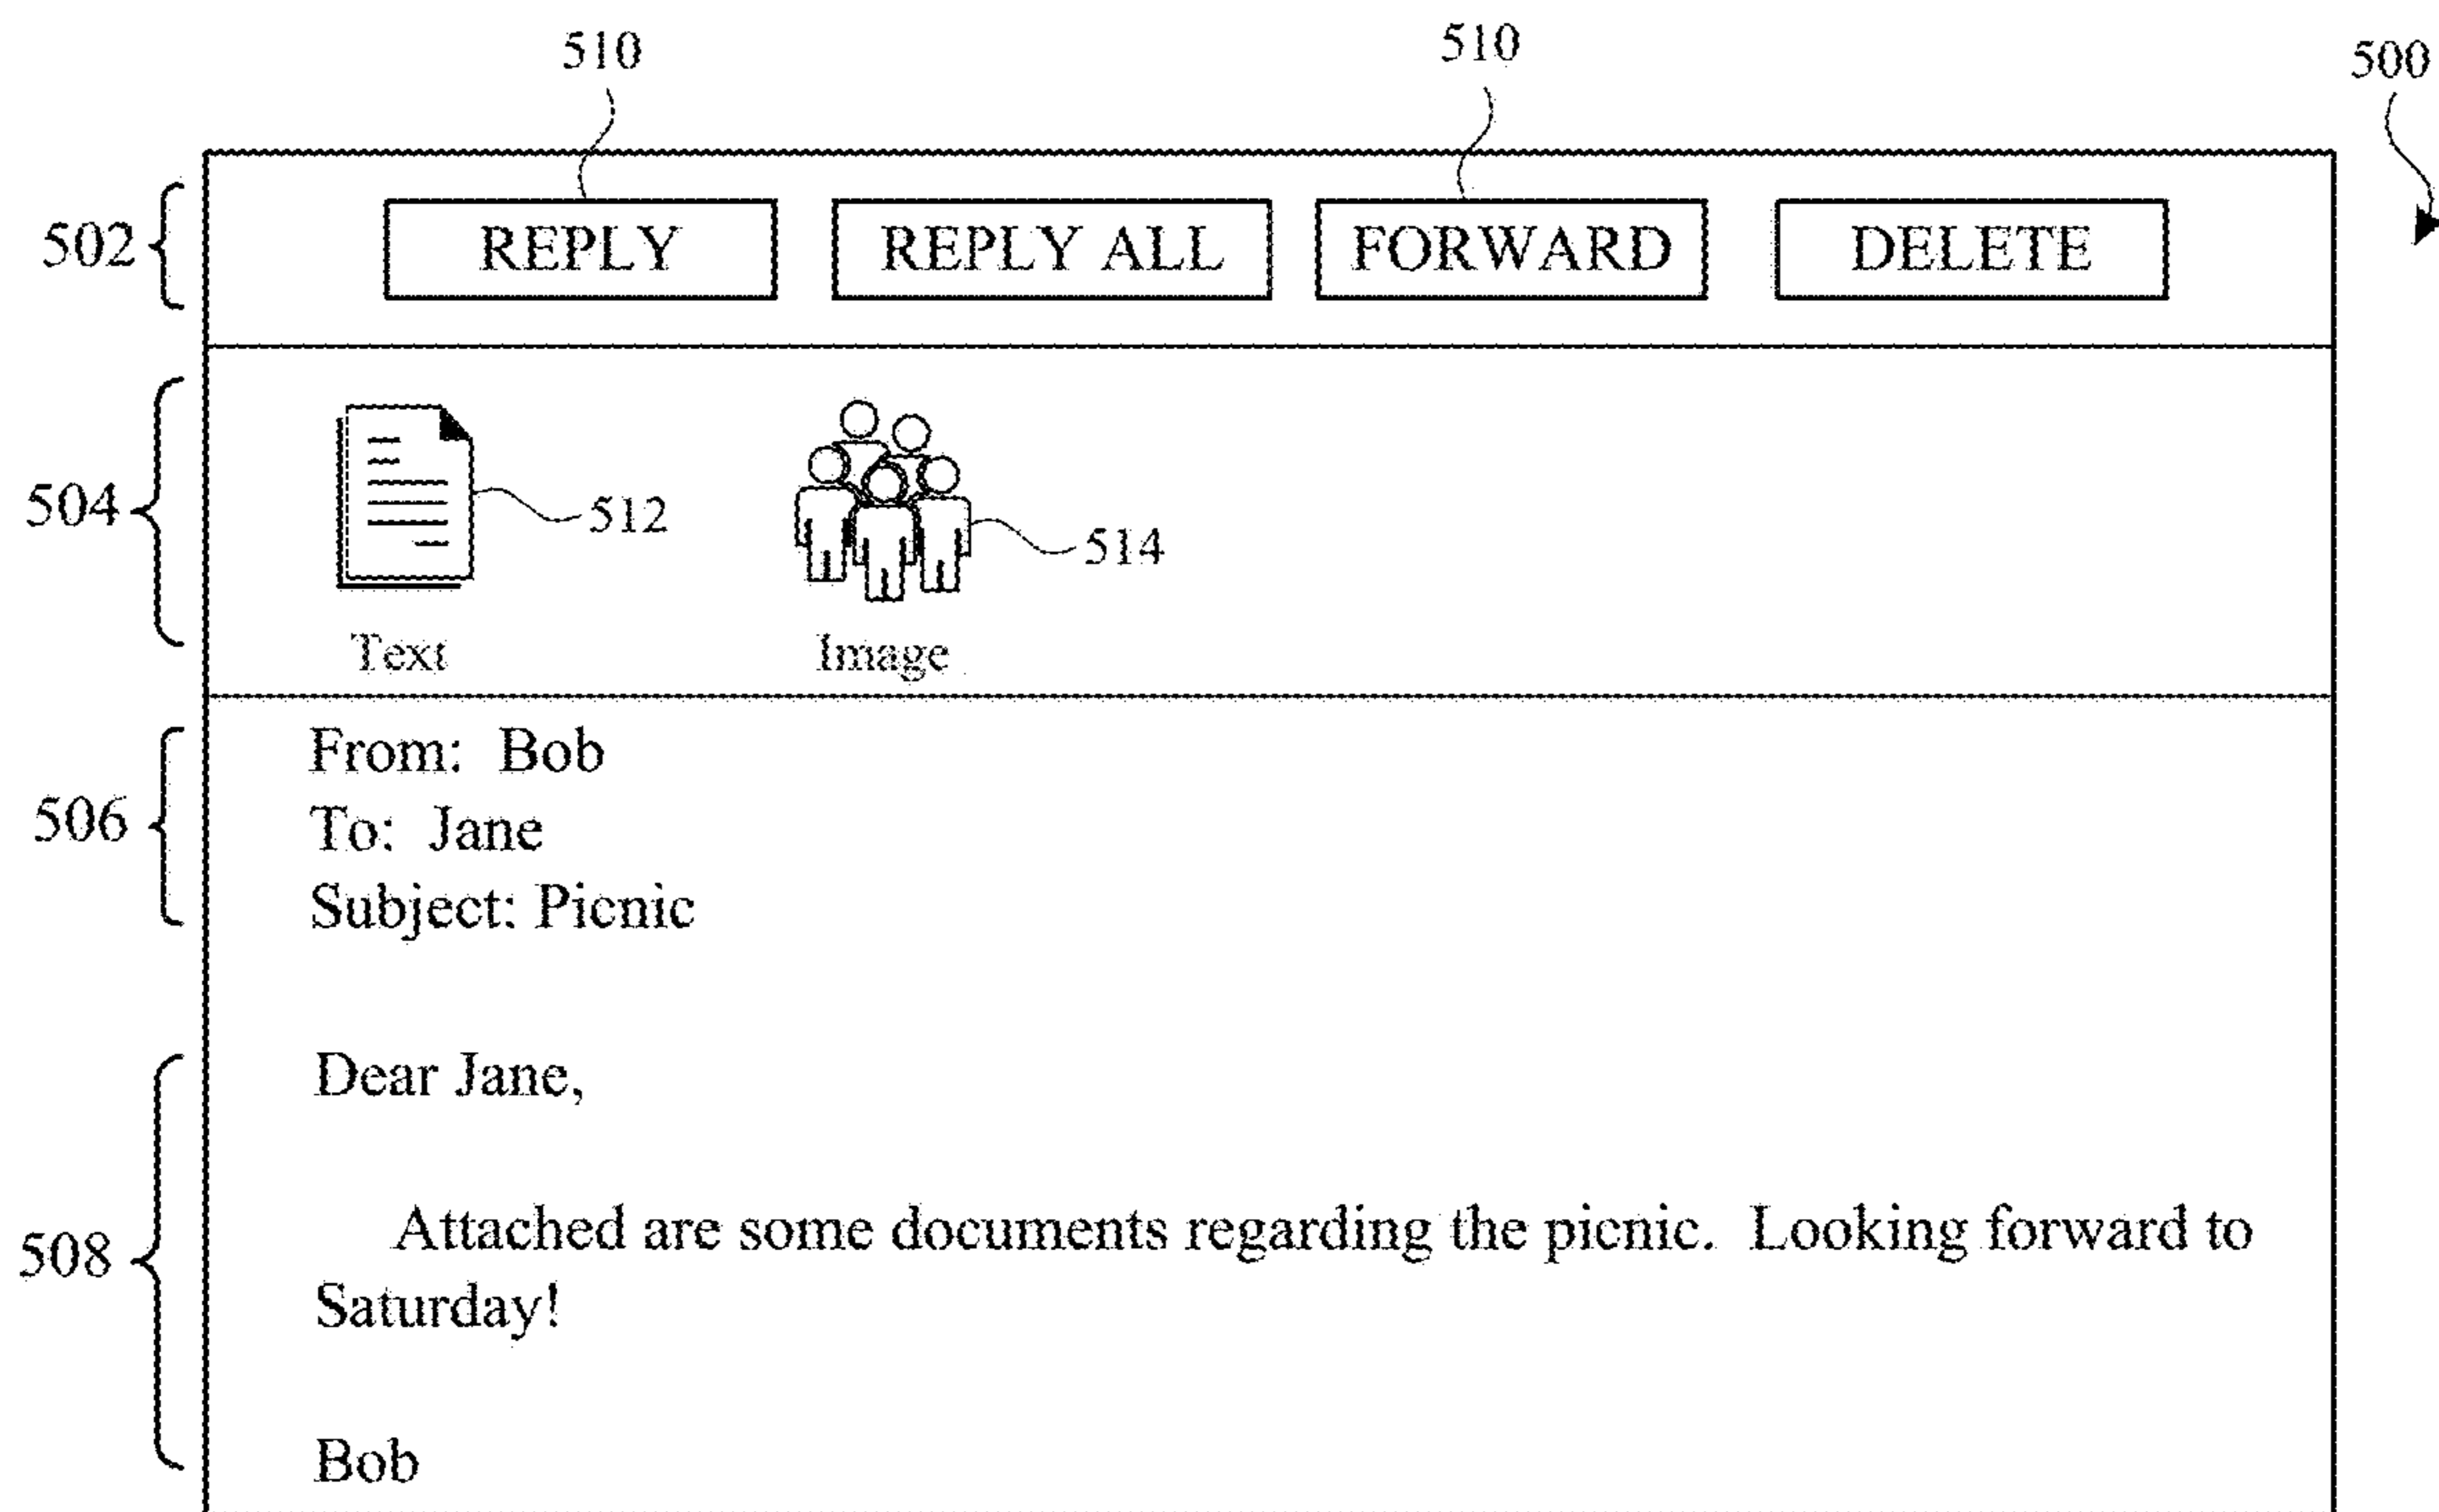 510 510 500
502 REPLY REPLY ALL FORWARD DELETE
504 512 514
Text Image
From: Bob
506 To: Jane
Subject: Picnic
Dear Jane,
508 Attached are some documents regarding the picnic. Looking forward to
Saturday!
Bob